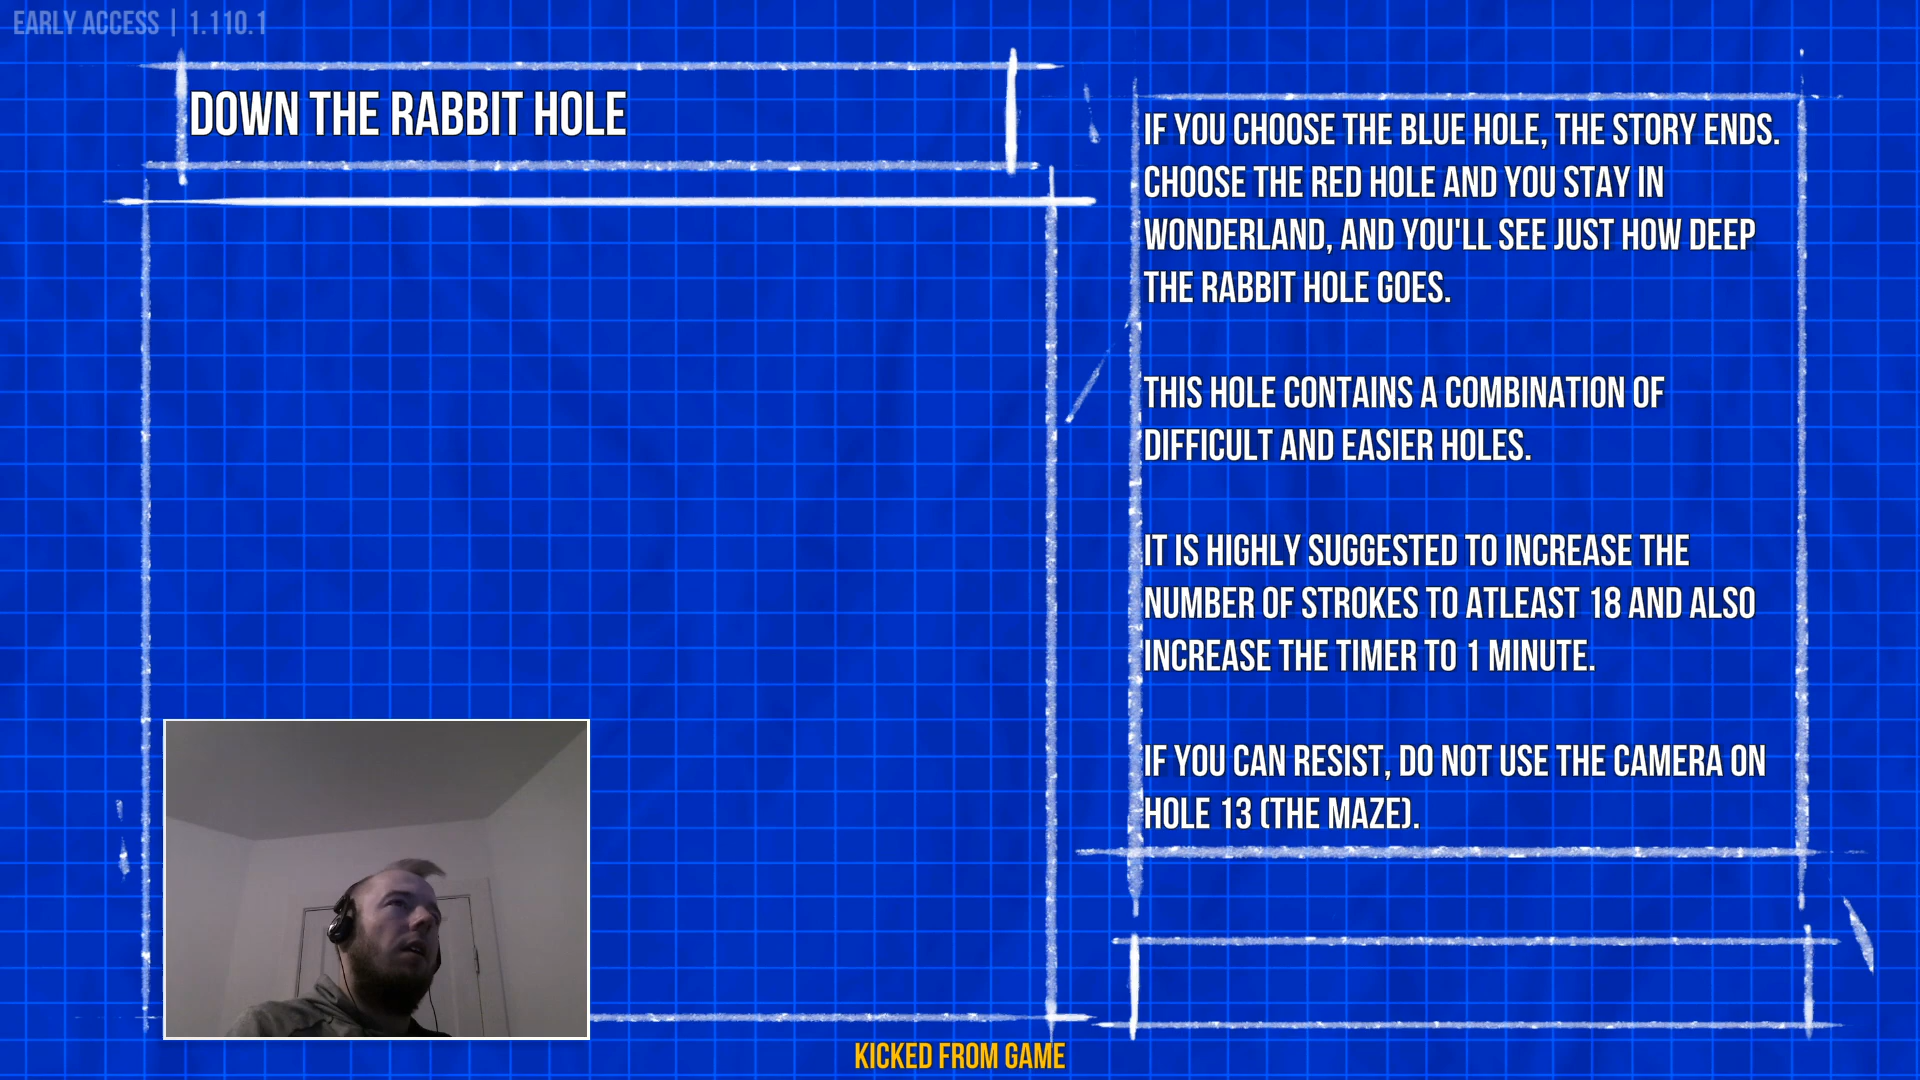 EARLY ACCESS | 1.110.1
DOWN THE RABBIT HOLE
IF YOU CHOOSE THE BLUE HOLE, THE STORY ENDS.
CHOOSE THE RED HOLE AND YOU STAY IN
WONDERLAND, AND YOU'LL SEE JUST HOW DEEP
THE RABBIT HOLE GOES.
THIS HOLE CONTAINS A COMBINATION OF
DIFFICULT AND EASIER HOLES.
IT IS HIGHLY SUGGESTED TO INCREASE THE
NUMBER OF STROKES TO ATLEAST 18 AND ALSO
INCREASE THE TIMER TO 1 MINUTE.
IF YOU CAN RESIST, DO NOT USE THE CAMERA ON
HOLE 13 (THE MAZE).
KICKED FROM GAME